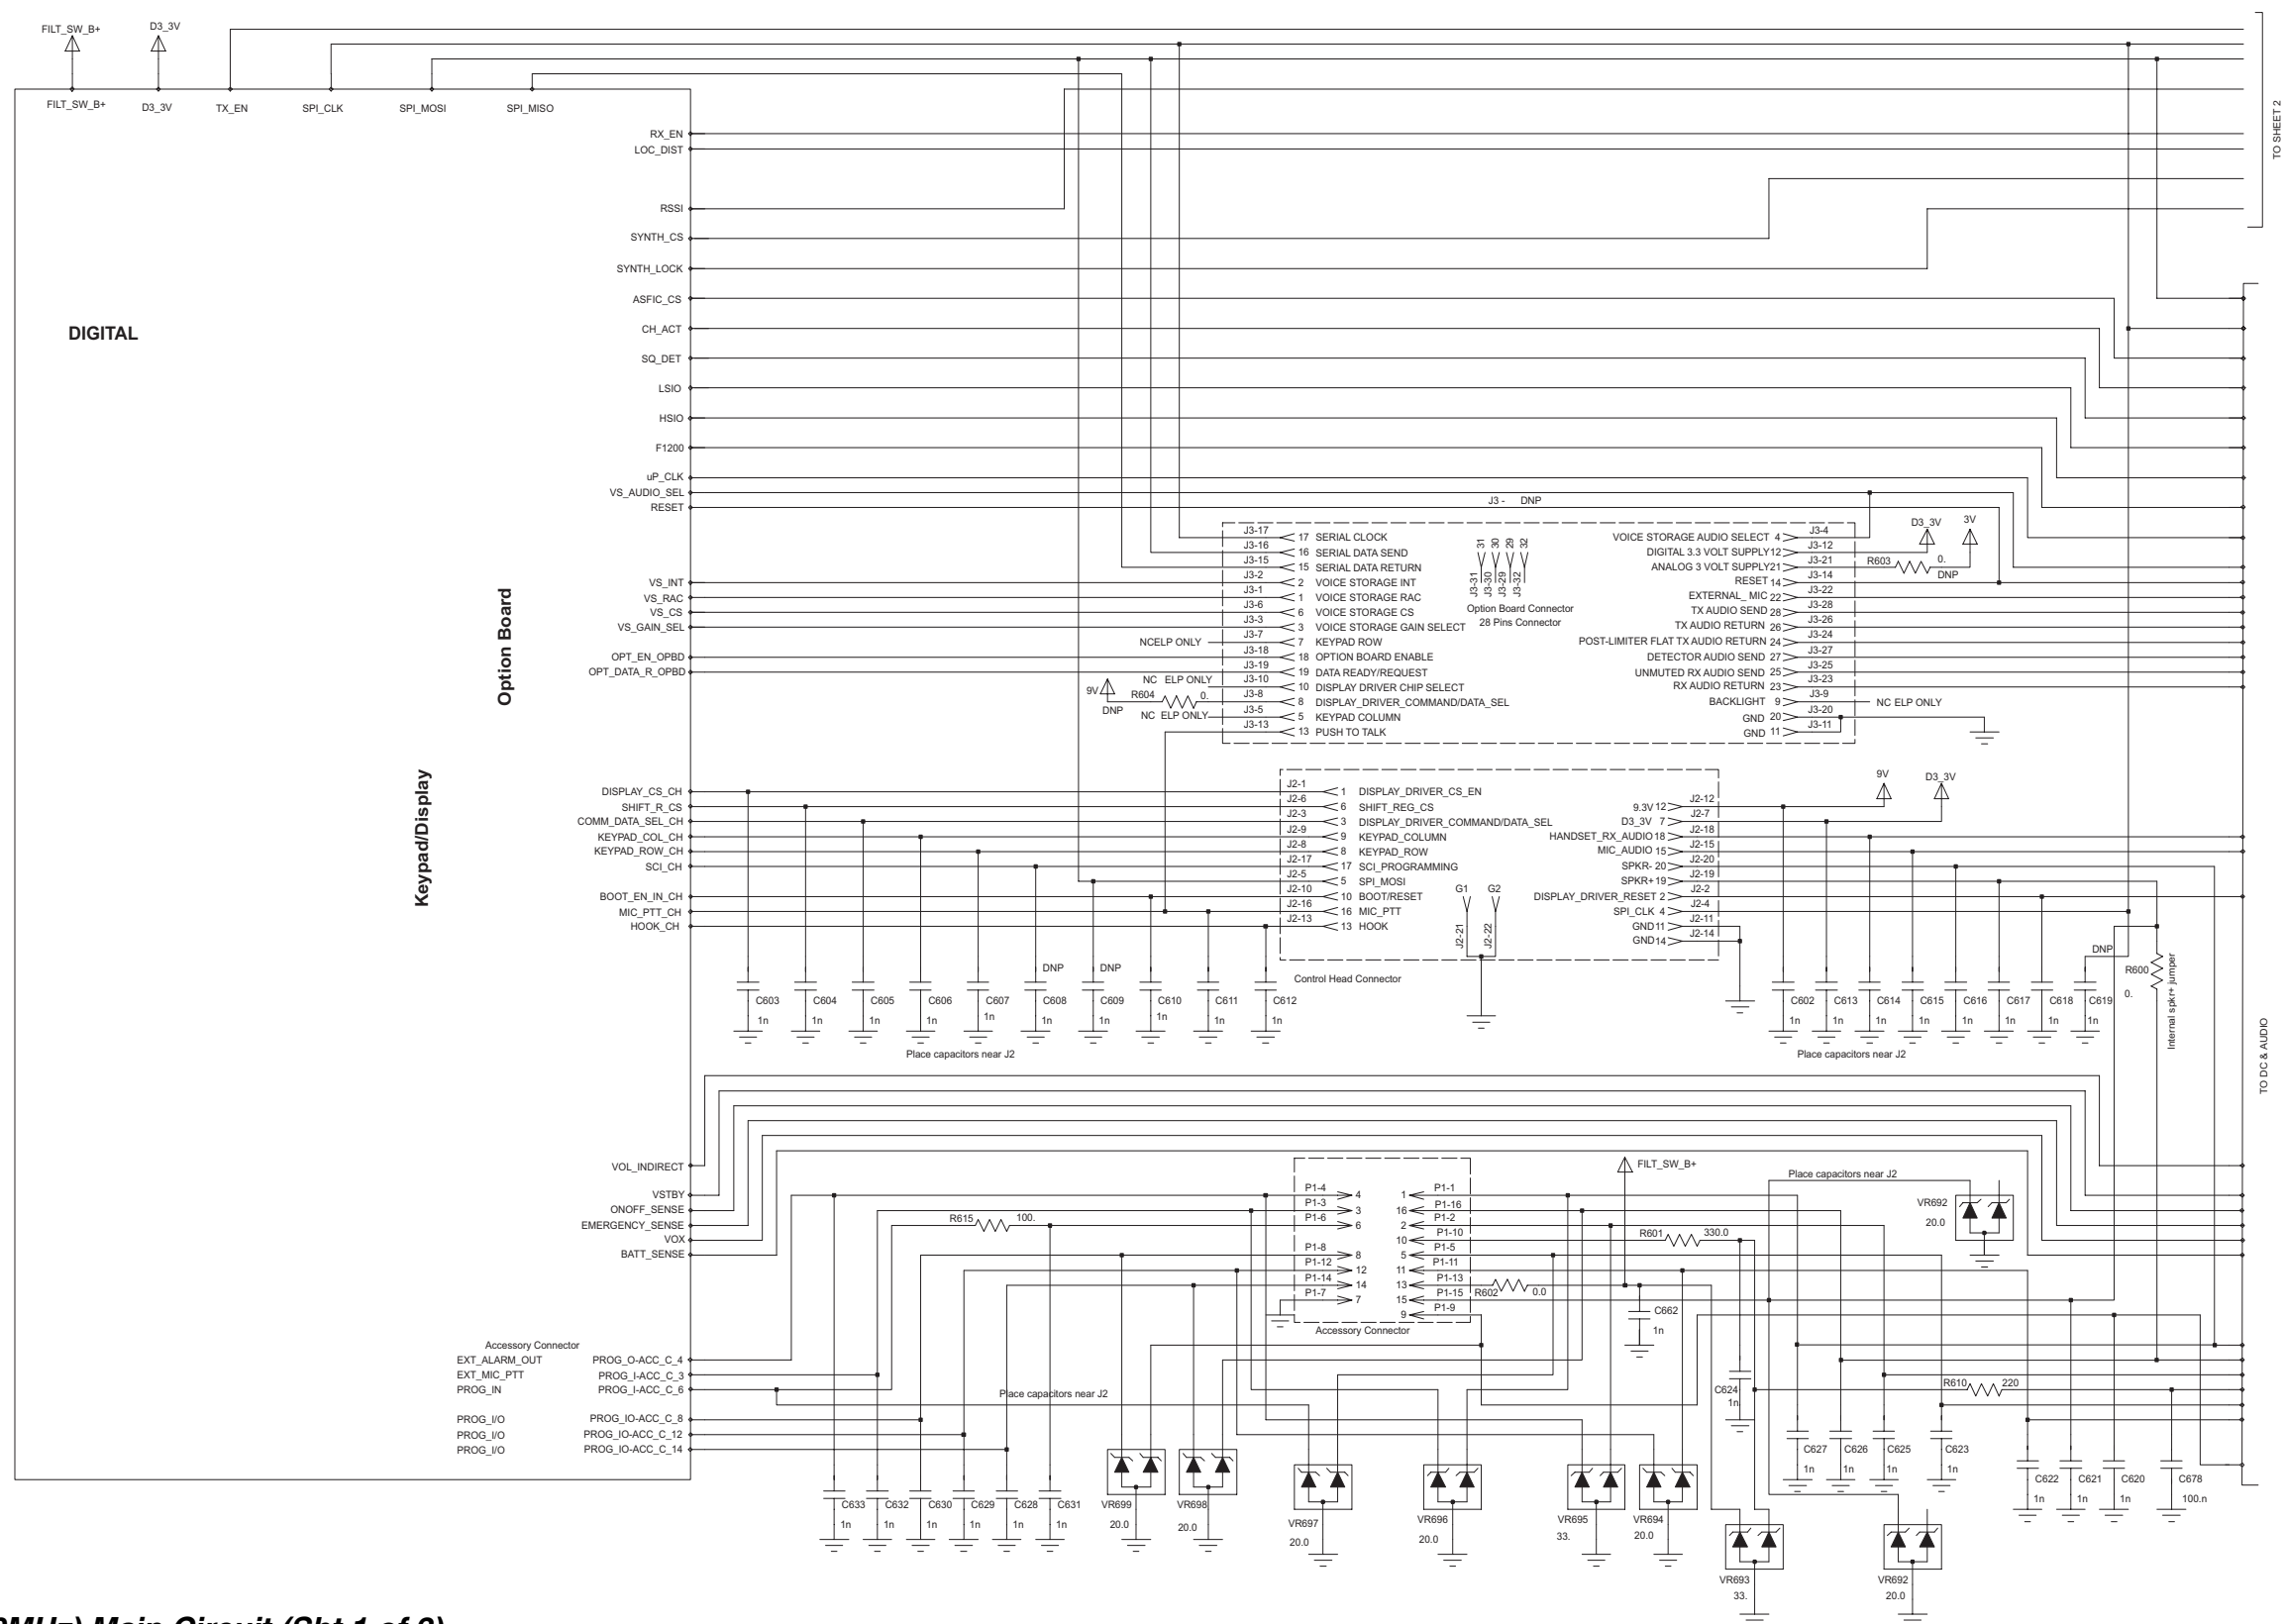 FILT_SW_B+
D3_3V
FILT_SW_B+
D3_3V
TX_EN
SPI_CLK
SPI_MOSI
SPI_MISO
TO SHEET 2
RX_EN
LOC_DIST
RSSI
SYNTH_CS
SYNTH_LOCK
ASFIC_CS
DIGITAL
CH_ACT
SQ_DET
LSIO
HSIO
F1200
uP_CLK
VS_AUDIO_SEL
RESET
J3 - DNP
Option Board
VS_INT
VS_RAC
VS_CS
VS_GAIN_SEL
OPT_EN_OPBD
OPT_DATA_R_OPBD
J3-17 17 SERIAL CLOCK
J3-16 16 SERIAL DATA SEND
J3-15 15 SERIAL DATA RETURN
J3-2 2 VOICE STORAGE INT
J3-1 1 VOICE STORAGE RAC
J3-6 6 VOICE STORAGE CS
J3-3 3 VOICE STORAGE GAIN SELECT
NCELP ONLY J3-7 7 KEYPAD ROW
J3-18 18 OPTION BOARD ENABLE
J3-19 19 DATA READY/REQUEST
NC ELP ONLY J3-10 10 DISPLAY DRIVER CHIP SELECT
9V DNP R604 0. J3-8 8 DISPLAY_DRIVER_COMMAND/DATA_SEL
NC ELP ONLY J3-5 5 KEYPAD COLUMN
J3-13 13 PUSH TO TALK
31 30 29 32
J3-31 J3-30 J3-29 J3-32
Option Board Connector
28 Pins Connector
VOICE STORAGE AUDIO SELECT 4 J3-4
DIGITAL 3.3 VOLT SUPPLY12 J3-12 D3_3V
ANALOG 3 VOLT SUPPLY21 J3-21 R603 0. DNP 3V
RESET 14 J3-14
EXTERNAL_ MIC 22 J3-22
TX AUDIO SEND 28 J3-28
TX AUDIO RETURN 26 J3-26
POST-LIMITER FLAT TX AUDIO RETURN 24 J3-24
DETECTOR AUDIO SEND 27 J3-27
UNMUTED RX AUDIO SEND 25 J3-25
RX AUDIO RETURN 23 J3-23
BACKLIGHT 9 J3-9 NC ELP ONLY
GND 20 J3-20
GND 11 J3-11
Keypad/Display
DISPLAY_CS_CH
SHIFT_R_CS
COMM_DATA_SEL_CH
KEYPAD_COL_CH
KEYPAD_ROW_CH
SCI_CH
BOOT_EN_IN_CH
MIC_PTT_CH
HOOK_CH
J2-1 1 DISPLAY_DRIVER_CS_EN
J2-6 6 SHIFT_REG_CS
J2-3 3 DISPLAY_DRIVER_COMMAND/DATA_SEL
J2-9 9 KEYPAD_COLUMN
J2-8 8 KEYPAD_ROW
J2-17 17 SCI_PROGRAMMING
J2-5 5 SPI_MOSI
J2-10 10 BOOT/RESET
J2-16 16 MIC_PTT
J2-13 13 HOOK
G1 G2
J2-21 J2-22
9.3V 12 J2-12 9V
D3_3V 7 J2-7 D3_3V
HANDSET_RX_AUDIO18 J2-18
MIC_AUDIO 15 J2-15
SPKR- 20 J2-20
SPKR+19 J2-19
DISPLAY_DRIVER_RESET 2 J2-2
SPI_CLK 4 J2-4
GND11 J2-11
GND14 J2-14
Control Head Connector
C603 1n
C604 1n
C605 1n
C606 1n
C607 1n
DNP C608 1n
DNP C609 1n
C610 1n
C611 1n
C612 1n
Place capacitors near J2
C602 1n
C613 1n
C614 1n
C615 1n
C616 1n
C617 1n
C618 1n
DNP C619 1n
R600 0.
Internal spkr+ jumper
Place capacitors near J2
TO DC & AUDIO
VOL_INDIRECT
VSTBY
ONOFF_SENSE
EMERGENCY_SENSE
VOX
BATT_SENSE
R615 100.
P1-4 4
P1-3 3
P1-6 6
P1-8 8
P1-12 12
P1-14 14
P1-7 7
1 P1-1
16 P1-16
2 P1-2
10 P1-10
5 P1-5
11 P1-11
13 P1-13
15 P1-15
9 P1-9
Accessory Connector
FILT_SW_B+
R601 330.0
R602 0.0
C662 1n
Place capacitors near J2
VR692
20.0
Accessory Connector
EXT_ALARM_OUT PROG_O-ACC_C_4
EXT_MIC_PTT PROG_I-ACC_C_3
PROG_IN PROG_I-ACC_C_6
PROG_I/O PROG_IO-ACC_C_8
PROG_I/O PROG_IO-ACC_C_12
PROG_I/O PROG_IO-ACC_C_14
Place capacitors near J2
C624 1n
R610 220
C633 1n
C632 1n
C630 1n
C629 1n
C628 1n
C631 1n
VR699 20.0
VR698 20.0
VR697 20.0
VR696 20.0
VR695 33.
VR694 20.0
VR693 33.
VR692 20.0
C627 1n
C626 1n
C625 1n
C623 1n
C622 1n
C621 1n
C620 1n
C678 100.n